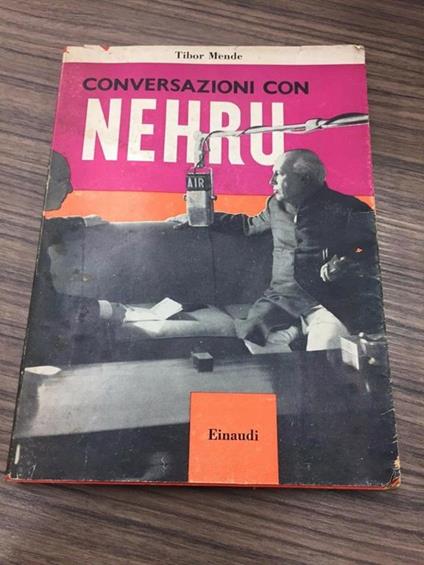 Tibor Mende
CONVERSAZIONI CON
NEHRU
AIR
Einaudi